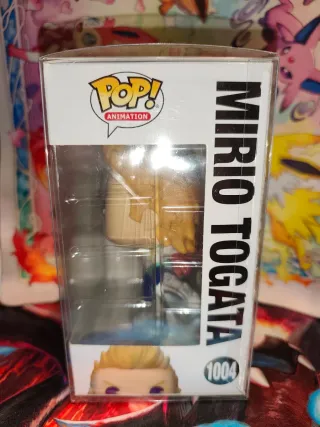 POP!
ANIMATION
MIRIO TOGATA
1004